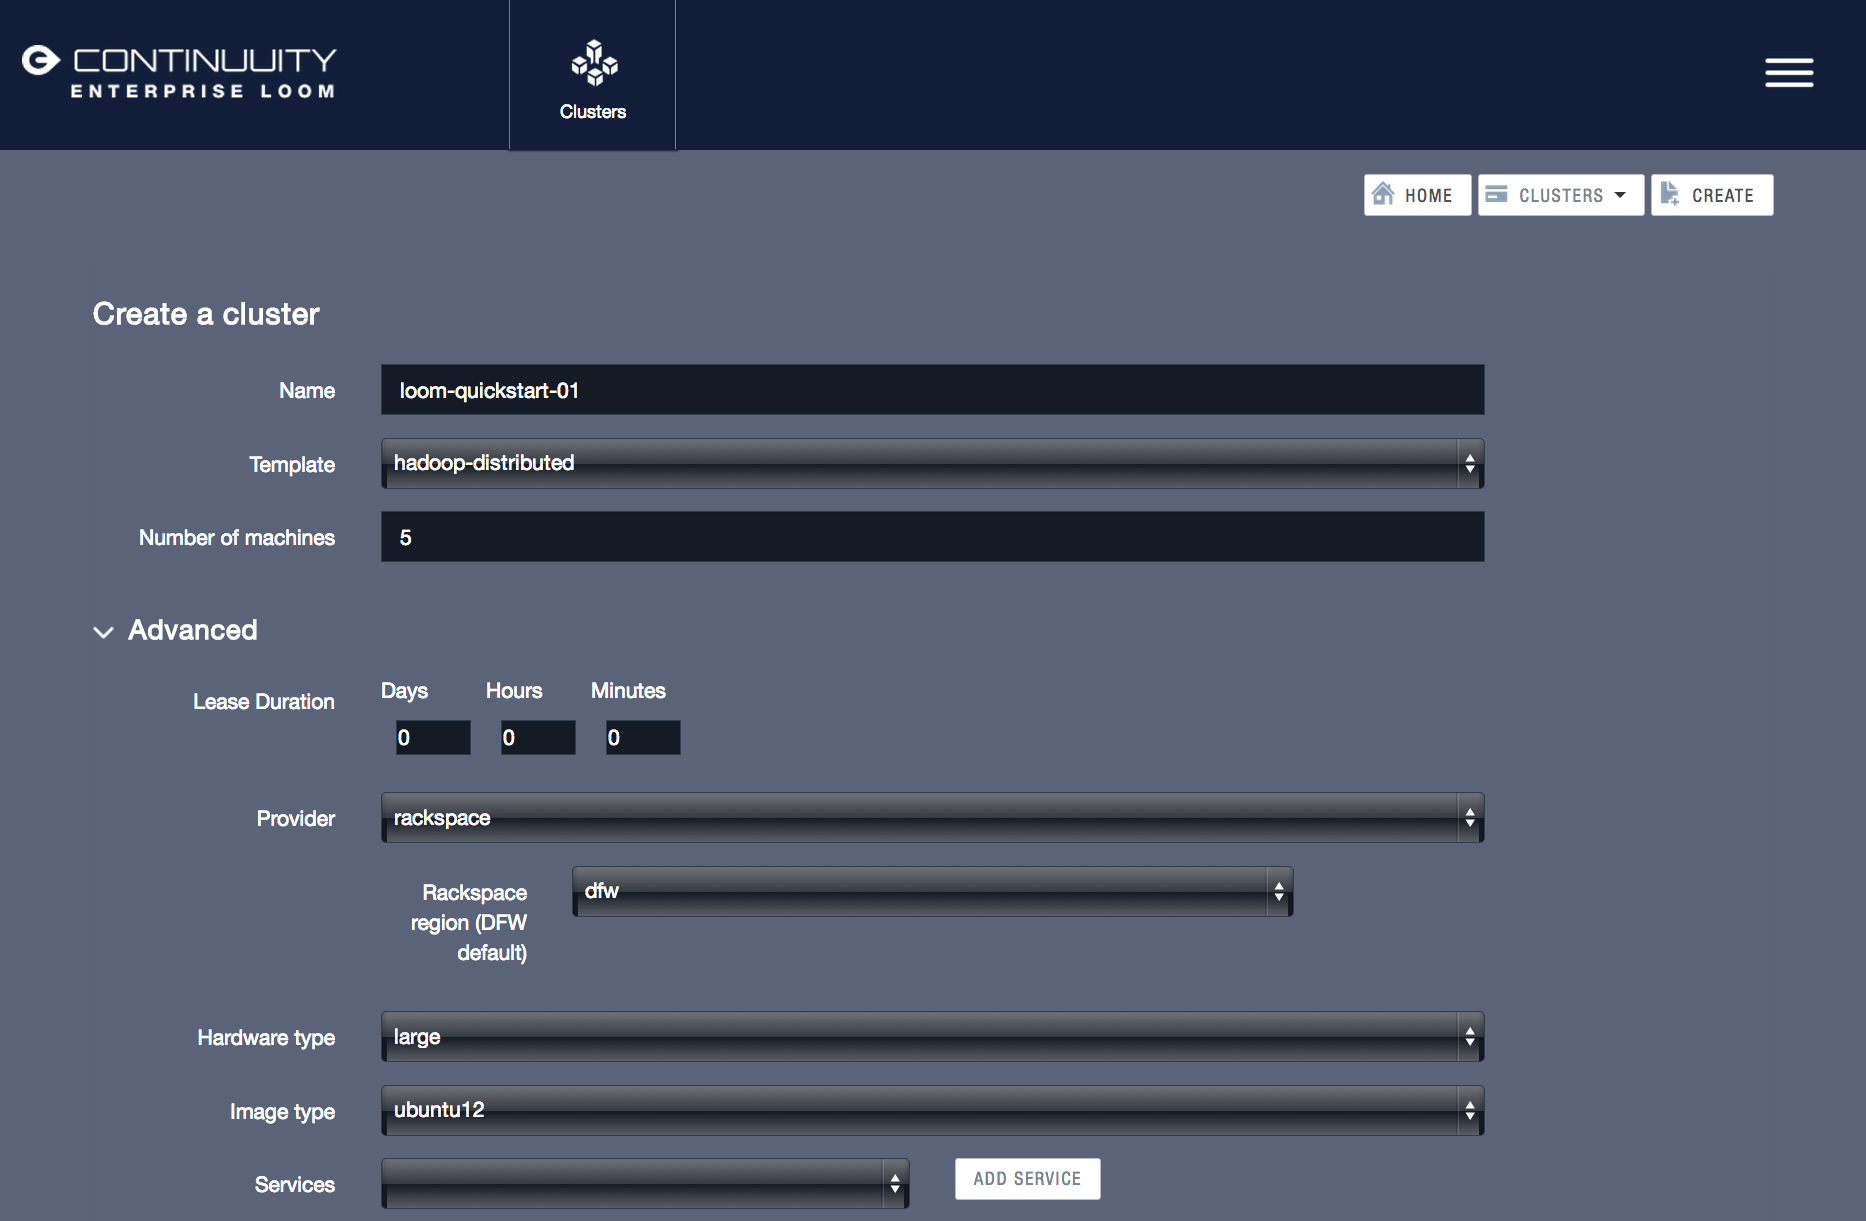 CONTINUUITY
ENTERPRISE LOOM
Clusters
HOME
CLUSTERS
CREATE
Create a cluster
Name
loom-quickstart-01
Template
hadoop-distributed
Number of machines
5
Advanced
Lease Duration
Days
Hours
Minutes
0
0
0
Provider
rackspace
Rackspace
region (DFW
default)
dfw
Hardware type
large
Image type
ubuntu12
Services
ADD SERVICE